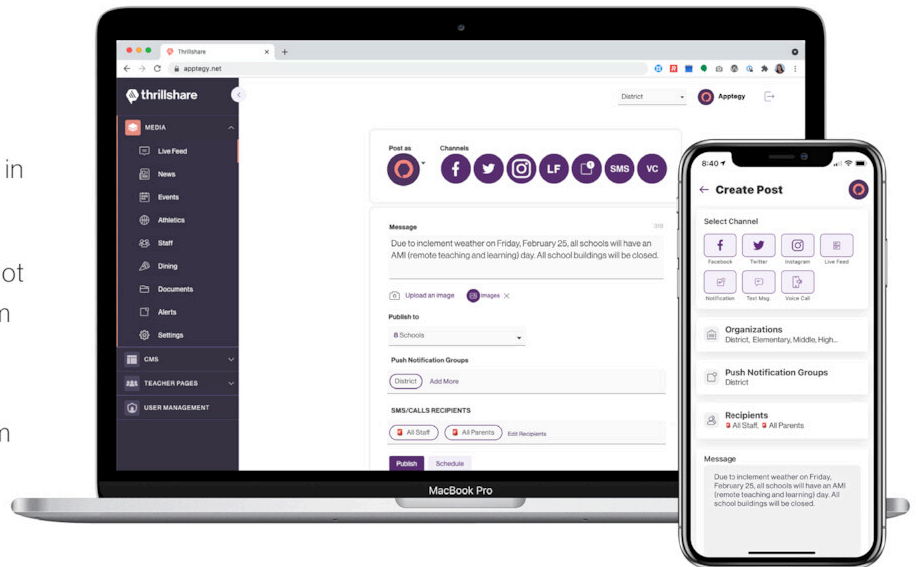 in
ot
Thrillshare
apptegy.net
thrillshare
District
Apptegy
MEDIA
Live Feed
News
Events
Athletics
Staff
Dining
Documents
Alerts
Settings
CMS
TEACHER PAGES
USER MANAGEMENT
Post as
Channels
LF
SMS
VC
Message
Due to inclement weather on Friday, February 25, all schools will have an
AMI (remote teaching and learning) day. All school buildings will be closed.
Upload an image
Images
Publish to
8 Schools
Push Notification Groups
District
Add More
SMS/CALLS RECIPIENTS
All Staff
All Parents
Edit Recipients
Publish
Schedule
MacBook Pro
8:40
Create Post
Select Channel
Facebook
Twitter
Instagram
Live Feed
Notification
Text Msg.
Voice Call
Organizations
District, Elementary, Middle, High...
Push Notification Groups
District
Recipients
All Staff, All Parents
Message
Due to inclement weather on Friday,
February 25, all schools will have an AMI
(remote teaching and learning) day. All
school buildings will be closed.